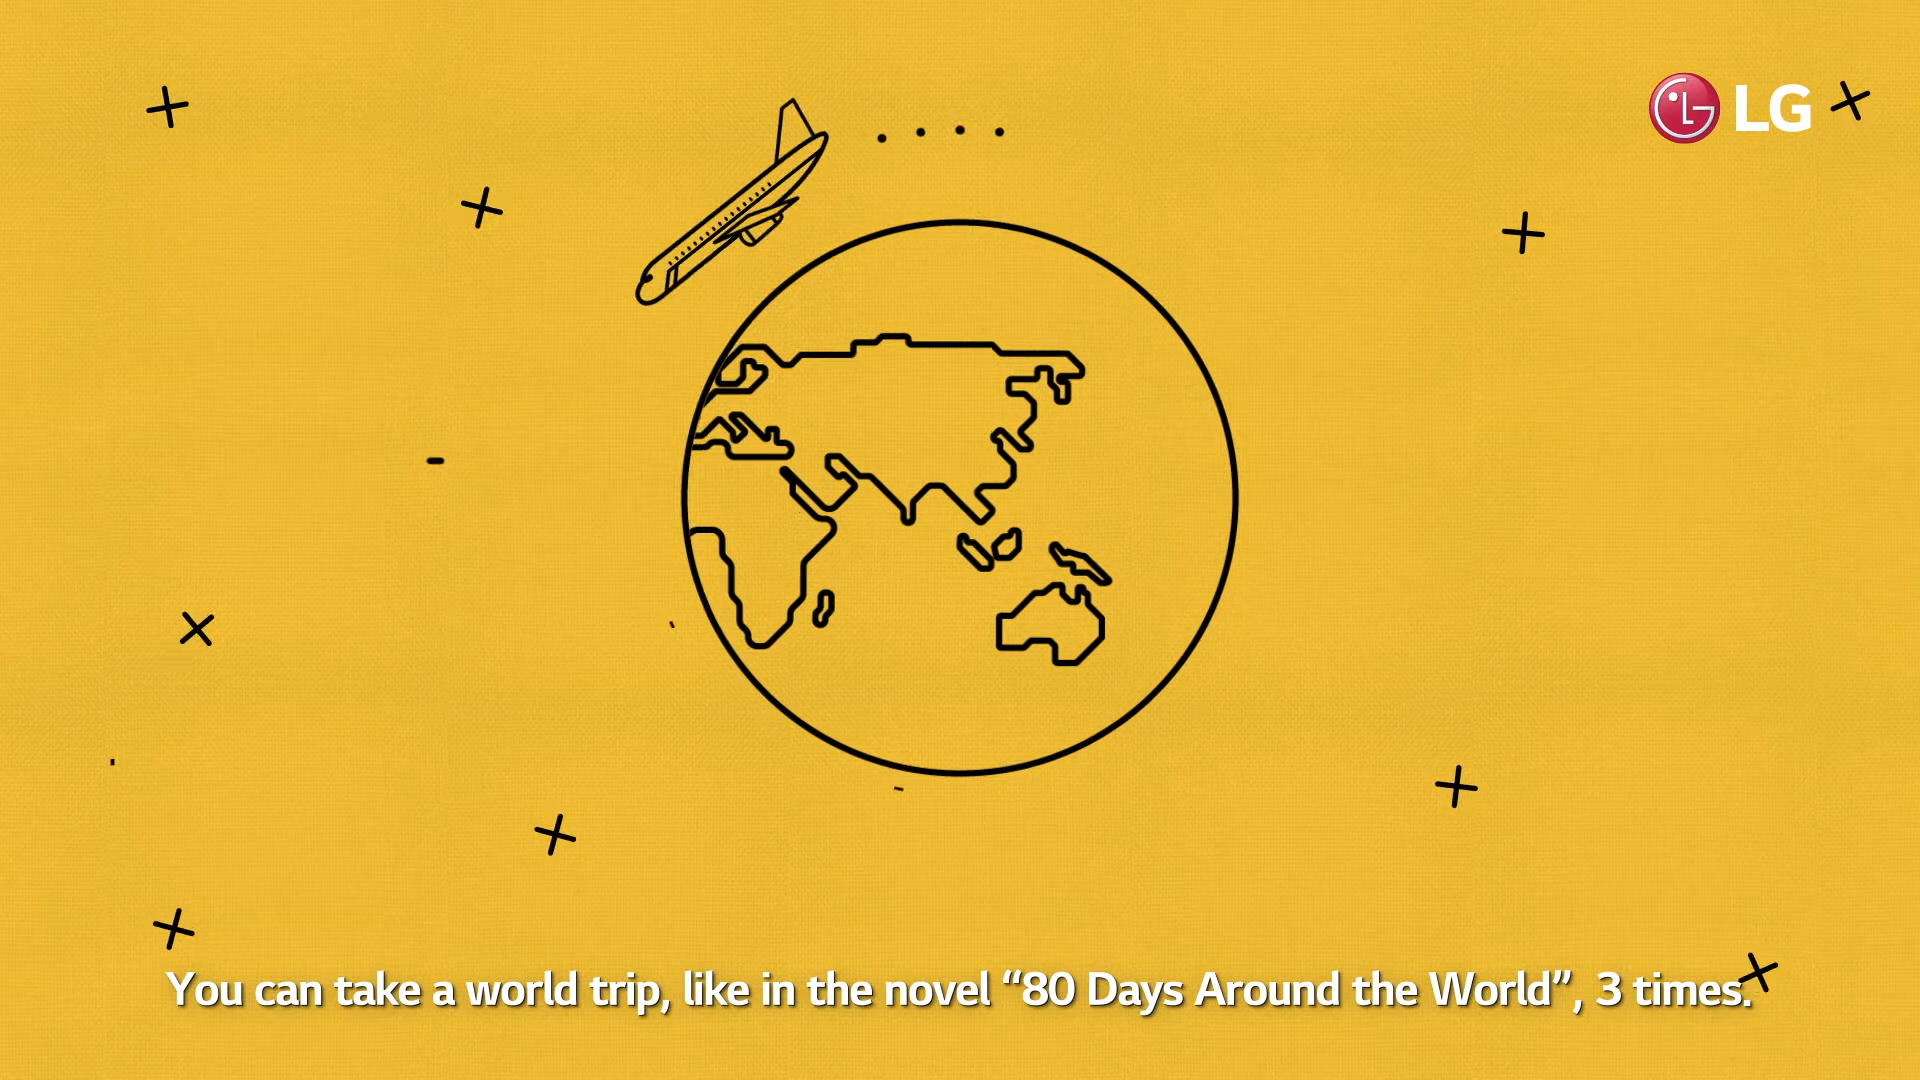 LG
You can take a world trip, like in the novel “80 Days Around the World”, 3 times.